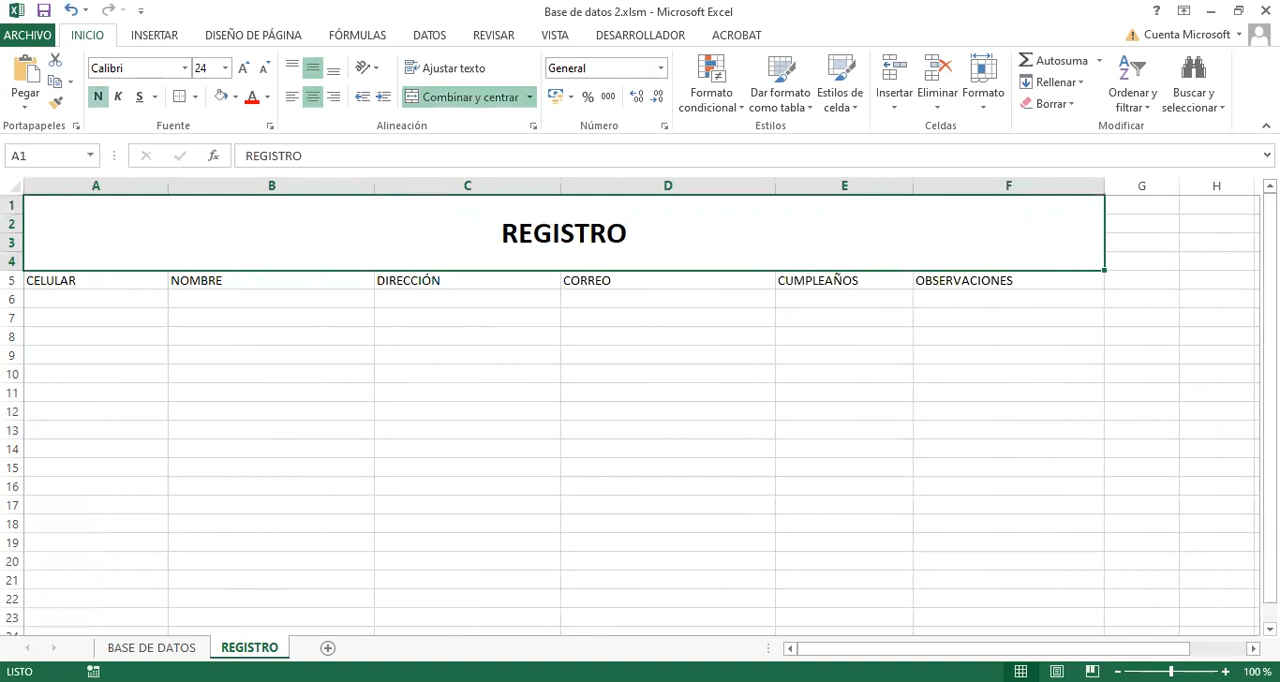 Base de datos 2.xlsm - Microsoft Excel
ARCHIVO INICIO INSERTAR DISEÑO DE PÁGINA FÓRMULAS DATOS REVISAR VISTA DESARROLLADOR ACROBAT Cuenta Microsoft
Pegar
Calibri 24
N K S
Ajustar texto
Combinar y centrar
General
% 000
Formato condicional
Dar formato como tabla
Estilos de celda
Insertar Eliminar Formato
Autosuma
Rellenar
Borrar
Ordenar y filtrar
Buscar y seleccionar
Portapapeles Fuente Alineación Número Estilos Celdas Modificar
A1 fx REGISTRO
A B C D E F G H
1
2
3
4
REGISTRO
5 CELULAR NOMBRE DIRECCIÓN CORREO CUMPLEAÑOS OBSERVACIONES
6
7
8
9
10
11
12
13
14
15
16
17
18
19
20
21
22
23
BASE DE DATOS REGISTRO
LISTO 100 %